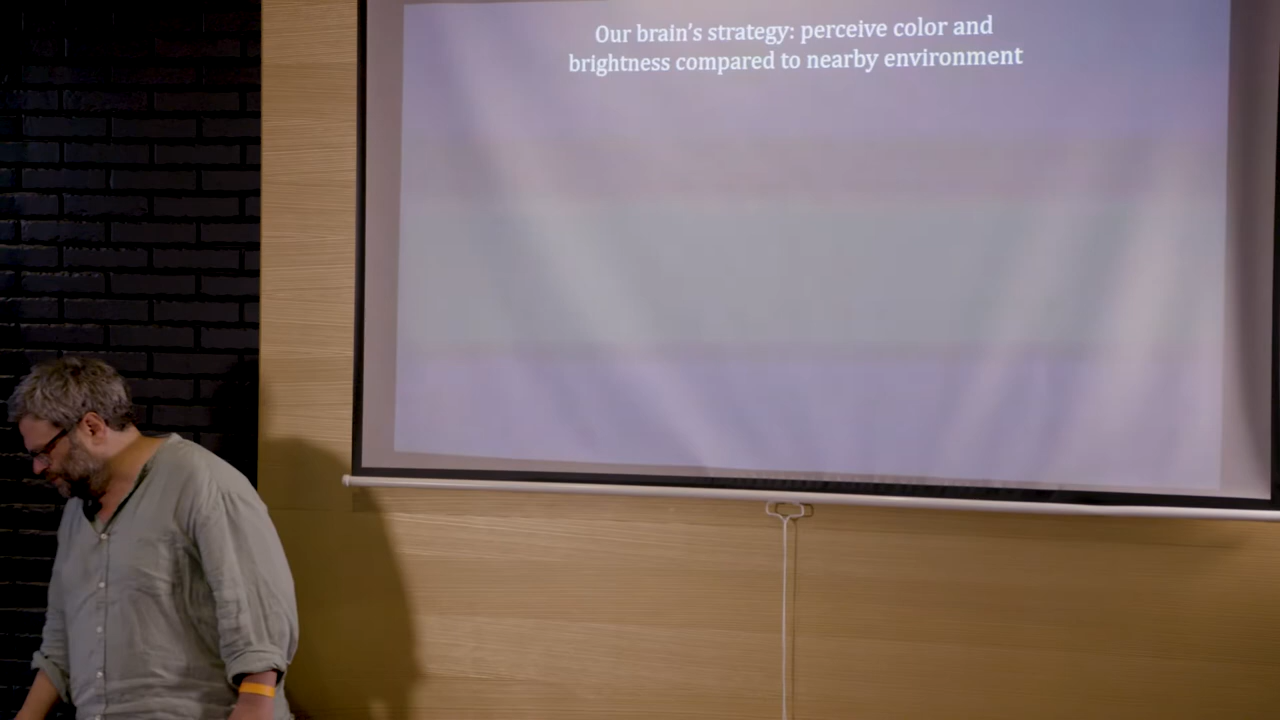 Our brain’s strategy: perceive color and
brightness compared to nearby environment